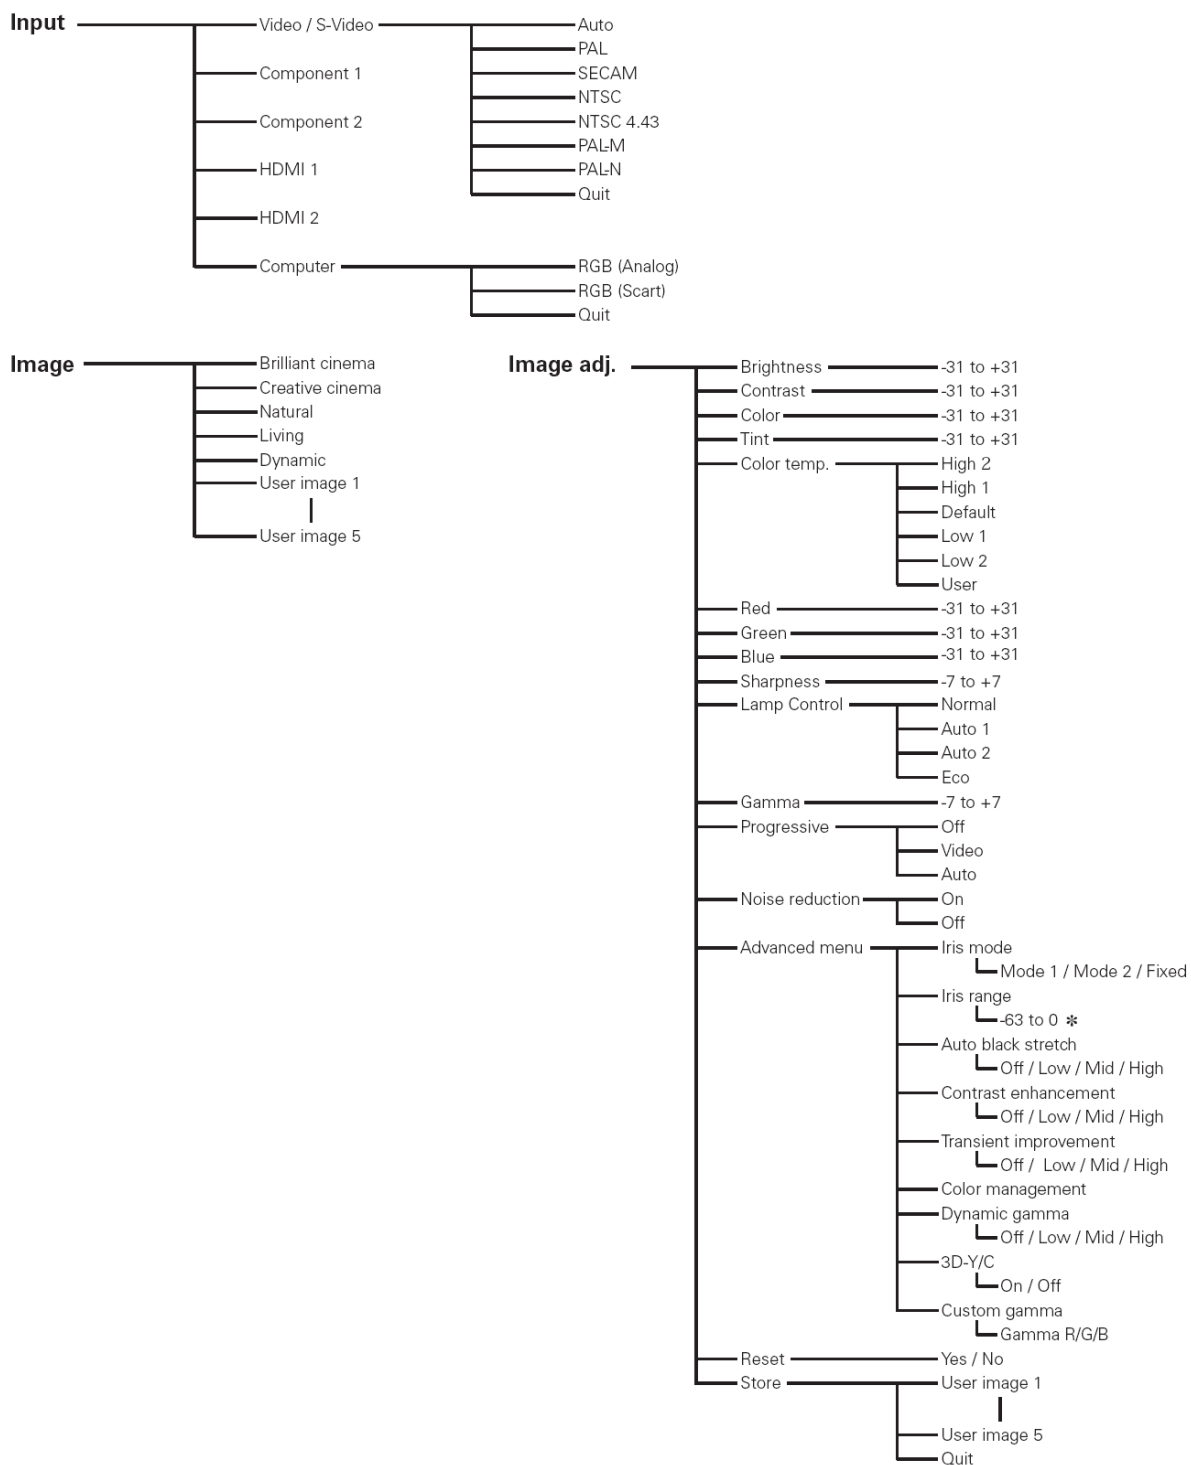 Input
Video / S-Video
Auto
PAL
Component 1
SECAM
NTSC
Component 2
NTSC 4.43
PAL-M
HDMI 1
PAL-N
Quit
HDMI 2
Computer
RGB (Analog)
RGB (Scart)
Quit
Image
Brilliant cinema
Creative cinema
Natural
Living
Dynamic
User image 1
User image 5
Image adj.
Brightness
-31 to +31
Contrast
-31 to +31
Color
-31 to +31
Tint
-31 to +31
Color temp.
High 2
High 1
Default
Low 1
Low 2
User
Red
-31 to +31
Green
-31 to +31
Blue
-31 to +31
Sharpness
-7 to +7
Lamp Control
Normal
Auto 1
Auto 2
Eco
Gamma
-7 to +7
Progressive
Off
Video
Auto
Noise reduction
On
Off
Advanced menu
Iris mode
Mode 1 / Mode 2 / Fixed
Iris range
-63 to 0 *
Auto black stretch
Off / Low / Mid / High
Contrast enhancement
Off / Low / Mid / High
Transient improvement
Off / Low / Mid / High
Color management
Dynamic gamma
Off / Low / Mid / High
3D-Y/C
On / Off
Custom gamma
Gamma R/G/B
Reset
Yes / No
Store
User image 1
User image 5
Quit